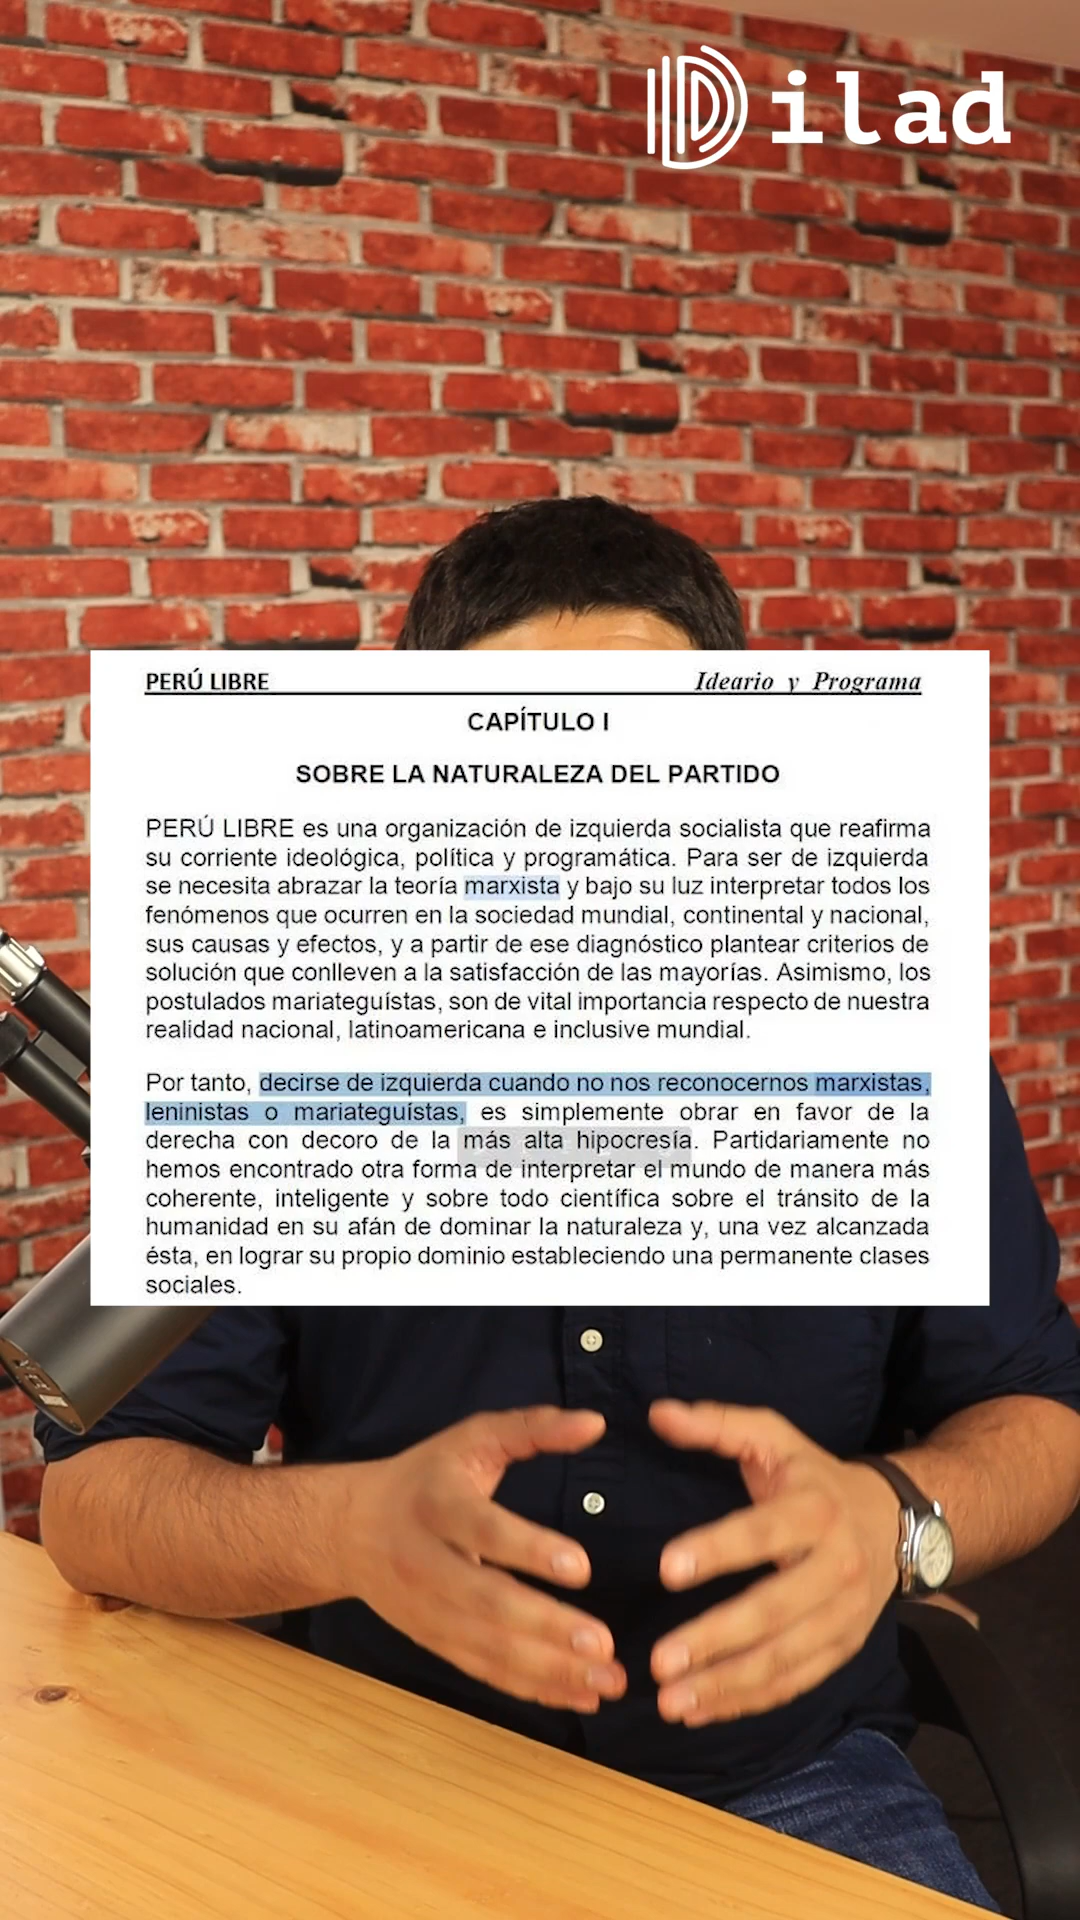 ilad
PERÚ LIBRE Ideario y Programa
CAPÍTULO I
SOBRE LA NATURALEZA DEL PARTIDO
PERÚ LIBRE es una organización de izquierda socialista que reafirma
su corriente ideológica, política y programática. Para ser de izquierda
se necesita abrazar la teoría marxista y bajo su luz interpretar todos los
fenómenos que ocurren en la sociedad mundial, continental y nacional,
sus causas y efectos, y a partir de ese diagnóstico plantear criterios de
solución que conlleven a la satisfacción de las mayorías. Asimismo, los
postulados mariateguístas, son de vital importancia respecto de nuestra
realidad nacional, latinoamericana e inclusive mundial.
Por tanto, decirse de izquierda cuando no nos reconocernos marxistas,
leninistas o mariateguístas, es simplemente obrar en favor de la
derecha con decoro de la más alta hipocresía. Partidariamente no
hemos encontrado otra forma de interpretar el mundo de manera más
coherente, inteligente y sobre todo científica sobre el tránsito de la
humanidad en su afán de dominar la naturaleza y, una vez alcanzada
ésta, en lograr su propio dominio estableciendo una permanente clases
sociales.